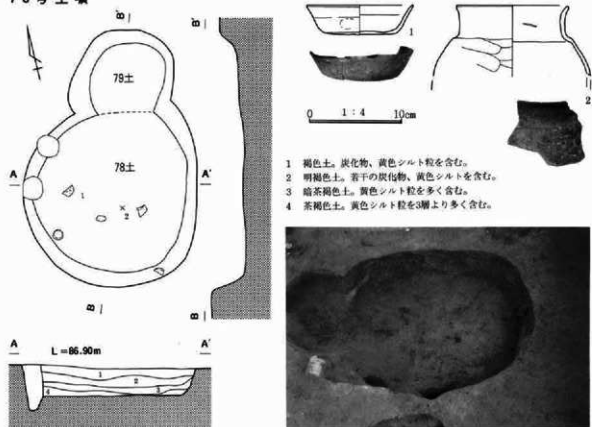 78号土壙
B'
B'
79土
78土
A
A'
1
2
B
B
A
L=86.90m
A'
1
2
3
4
1
2
0
1:4
10cm
1 褐色土。炭化物、黄色シルト粒を含む。
2 明褐色土。若干の炭化物、黄色シルトを含む。
3 暗茶褐色土。黄色シルト粒を多く含む。
4 茶褐色土。黄色シルト粒を3層より多く含む。